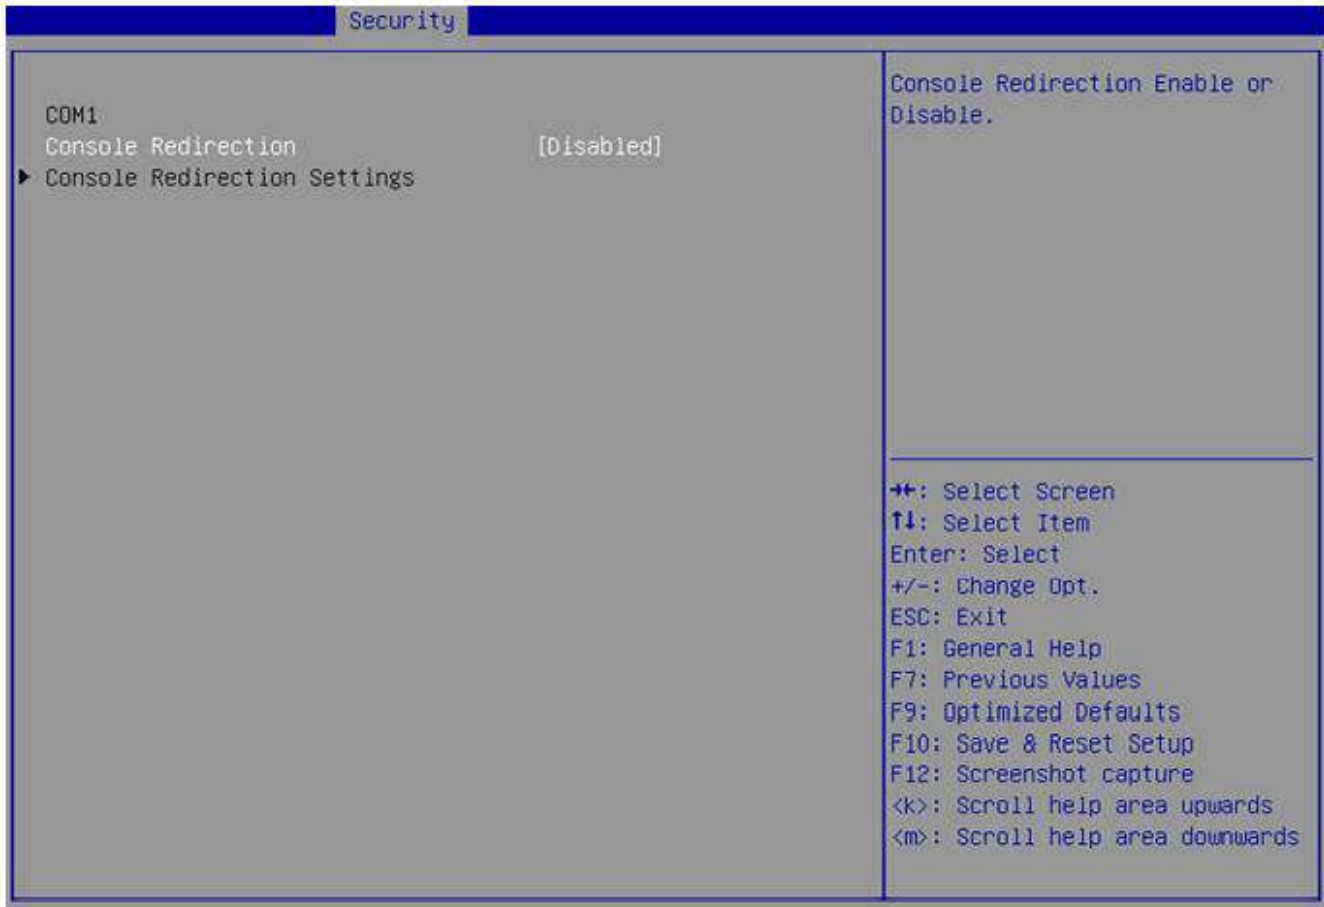 Security
COM1
Console Redirection [Disabled]
▶ Console Redirection Settings
Console Redirection Enable or
Disable.
→←: Select Screen
↑↓: Select Item
Enter: Select
+/-: Change Opt.
ESC: Exit
F1: General Help
F7: Previous Values
F9: Optimized Defaults
F10: Save & Reset Setup
F12: Screenshot capture
<k>: Scroll help area upwards
<m>: Scroll help area downwards